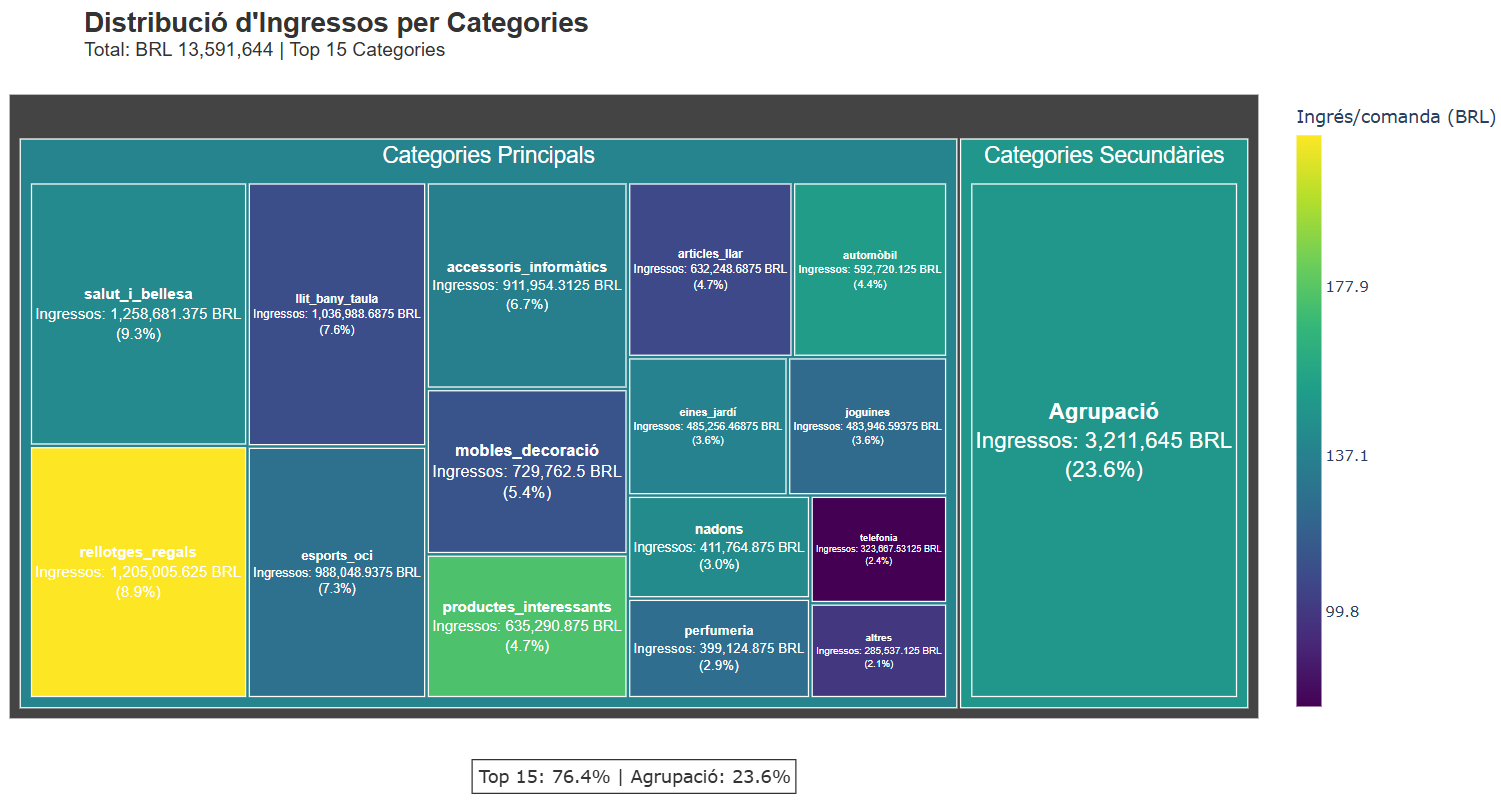 Distribució d'Ingressos per Categories
Total: BRL 13,591,644 | Top 15 Categories
Ingrés/comanda (BRL)
Categories Principals
Categories Secundàries
salut_i_bellesa
Ingressos: 1,258,681.375 BRL
(9.3%)
llit_bany_taula
Ingressos: 1,036,988.6875 BRL
(7.6%)
accessoris_informàtics
Ingressos: 911,954.3125 BRL
(6.7%)
articles_llar
Ingressos: 632,248.6875 BRL
(4.7%)
automòbil
Ingressos: 592,720.125 BRL
(4.4%)
mobles_decoració
Ingressos: 729,762.5 BRL
(5.4%)
eines_jardí
Ingressos: 485,256.46875 BRL
(3.6%)
joguines
Ingressos: 483,946.59375 BRL
(3.6%)
Agrupació
Ingressos: 3,211,645 BRL
(23.6%)
rellotges_regals
Ingressos: 1,205,005.625 BRL
(8.9%)
esports_oci
Ingressos: 988,048.9375 BRL
(7.3%)
productes_interessants
Ingressos: 635,290.875 BRL
(4.7%)
nadons
Ingressos: 411,764.875 BRL
(3.0%)
telefonia
Ingressos: 323,667.53125 BRL
(2.4%)
perfumeria
Ingressos: 399,124.875 BRL
(2.9%)
altres
Ingressos: 285,537.125 BRL
(2.1%)
177.9
137.1
99.8
Top 15: 76.4% | Agrupació: 23.6%